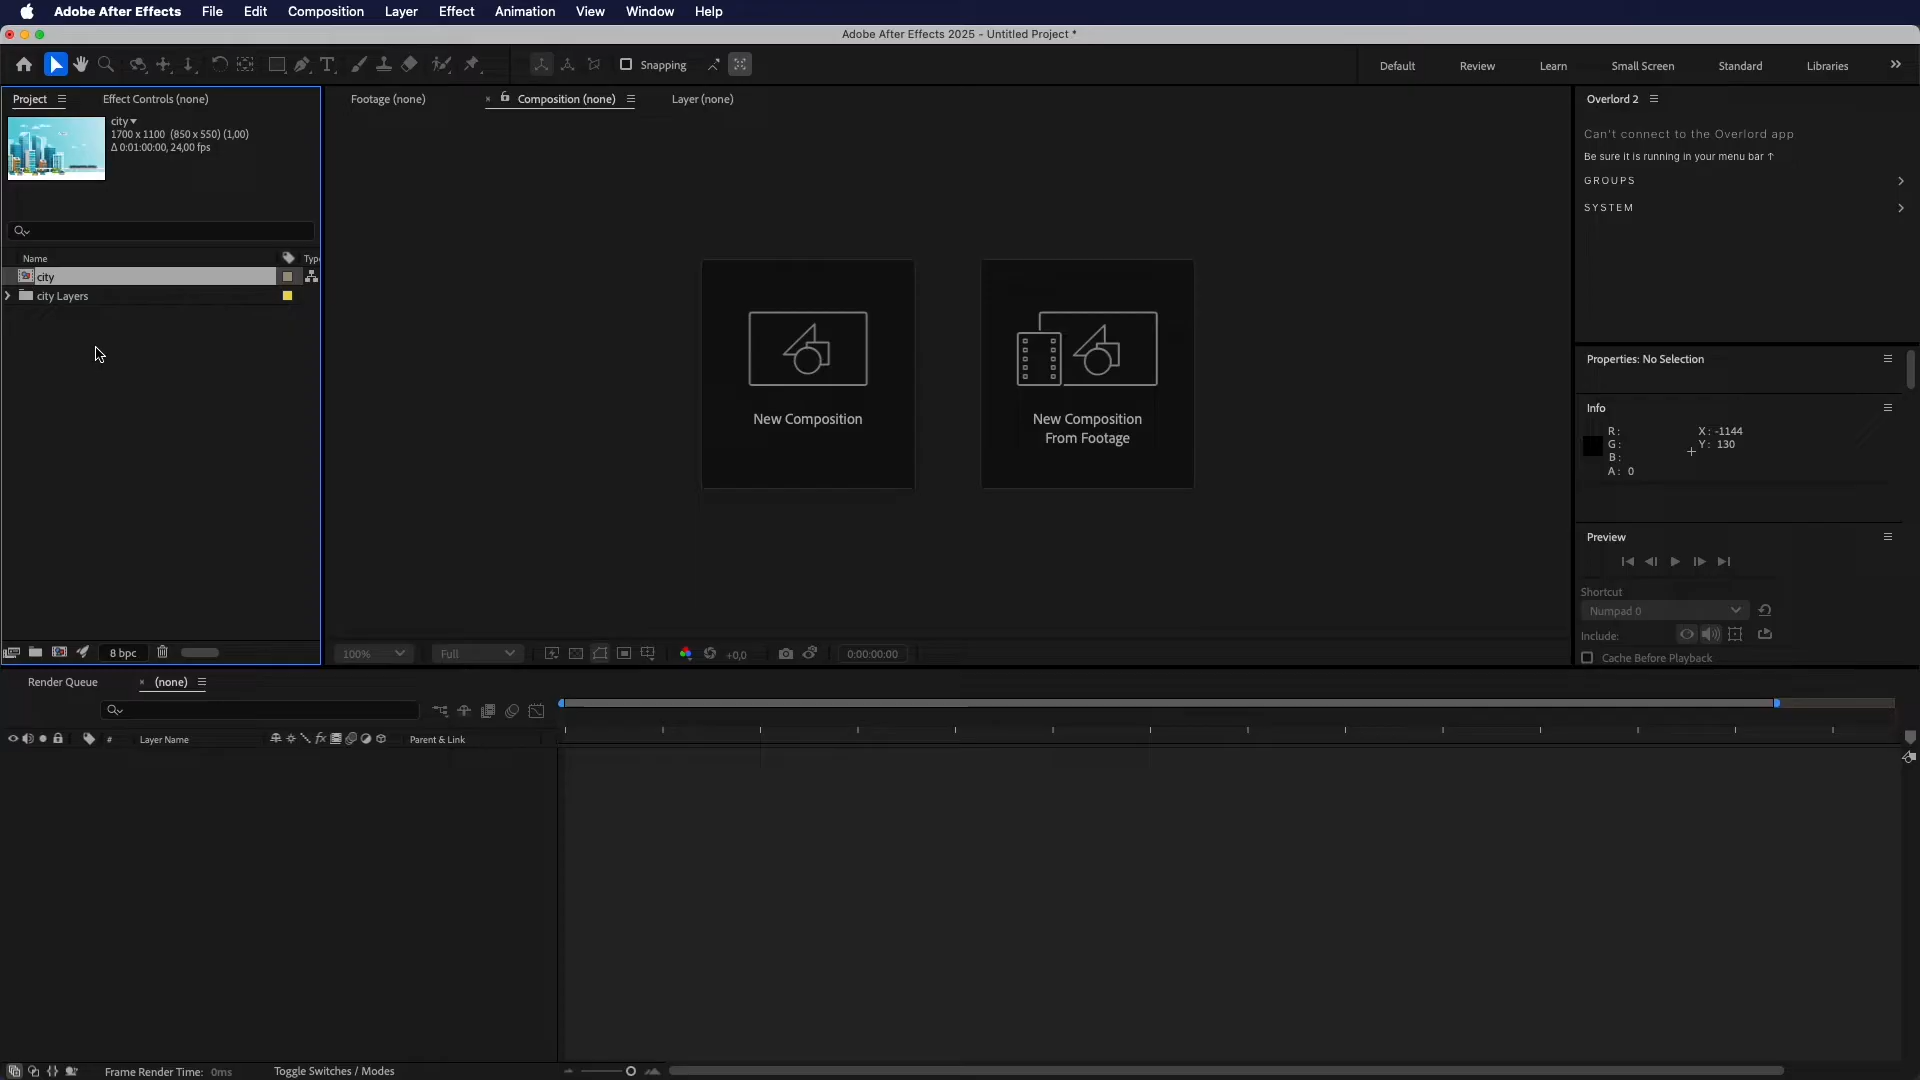 Adobe After Effects File Edit Composition Layer Effect Animation View Window Help
Adobe After Effects 2025 - Untitled Project *
Snapping
Default Review Learn Small Screen Standard Libraries
Project Effect Controls (none)
city
1700 x 1100 (850 x 550) (1,00)
Δ 0:01:00:00, 24,00 fps
Name Type
city
city Layers
8 bpc
Footage (none) Composition (none) Layer (none)
New Composition
New Composition
From Footage
100% Full +0,0 0:00:00:00
Overlord 2
Can't connect to the Overlord app
Be sure it is running in your menu bar ↑
GROUPS
SYSTEM
Properties: No Selection
Info
R: X: -1144
G: Y: 130
B:
A: 0
Preview
Shortcut
Numpad 0
Include:
Cache Before Playback
Render Queue (none)
# Layer Name fx Parent & Link
Frame Render Time: 0ms Toggle Switches / Modes